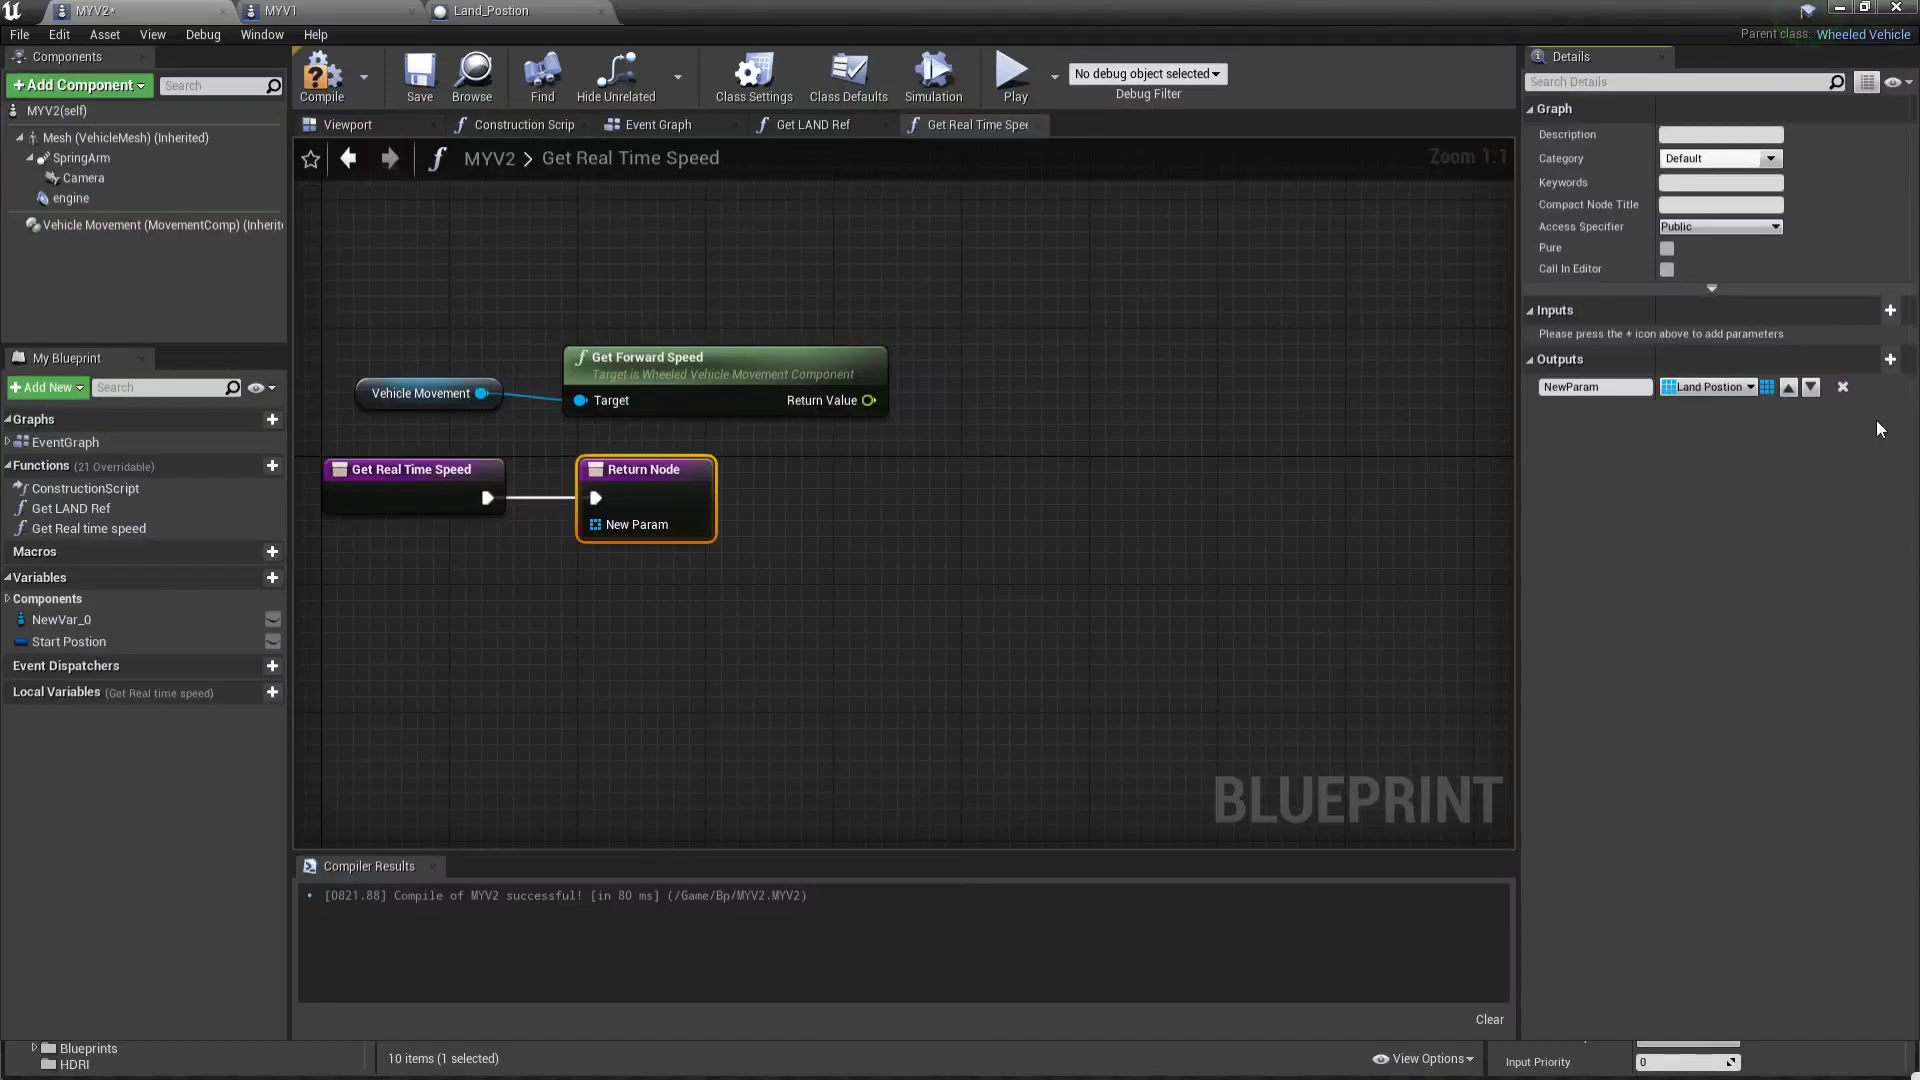 MYV2*
MYV1
Land_Postion
File
Edit
Asset
View
Debug
Window
Help
Parent class: Wheeled Vehicle
Components
+Add Component
Search
MYV2(self)
Mesh (VehicleMesh) (Inherited)
SpringArm
Camera
engine
Vehicle Movement (MovementComp) (Inherit
My Blueprint
+Add New
Search
Graphs
EventGraph
Functions (21 Overridable)
ConstructionScript
Get LAND Ref
Get Real time speed
Macros
Variables
Components
NewVar_0
Start Postion
Event Dispatchers
Local Variables (Get Real time speed)
Compile
Save
Browse
Find
Hide Unrelated
Class Settings
Class Defaults
Simulation
Play
No debug object selected
Debug Filter
Viewport
Construction Scrip
Event Graph
Get LAND Ref
Get Real Time Spee
MYV2 > Get Real Time Speed
Zoom 1:1
Get Forward Speed
Target is Wheeled Vehicle Movement Component
Vehicle Movement
Target
Return Value
Get Real Time Speed
Return Node
New Param
BLUEPRINT
Compiler Results
[0821.88] Compile of MYV2 successful! [in 80 ms] (/Game/Bp/MYV2.MYV2)
Clear
Details
Search Details
Graph
Description
Category
Default
Keywords
Compact Node Title
Access Specifier
Public
Pure
Call In Editor
Inputs
Please press the + icon above to add parameters
Outputs
NewParam
Land Postion
Blueprints
HDRI
10 items (1 selected)
View Options
Input Priority
0